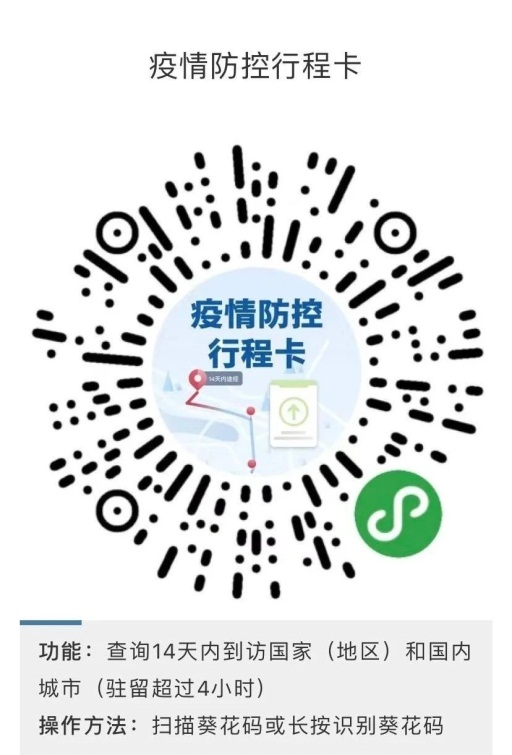 疫情防控行程卡
疫情防控
行程卡
14天内途经
功能：查询14天内到访国家（地区）和国内
城市（驻留超过4小时）
操作方法：扫描葵花码或长按识别葵花码